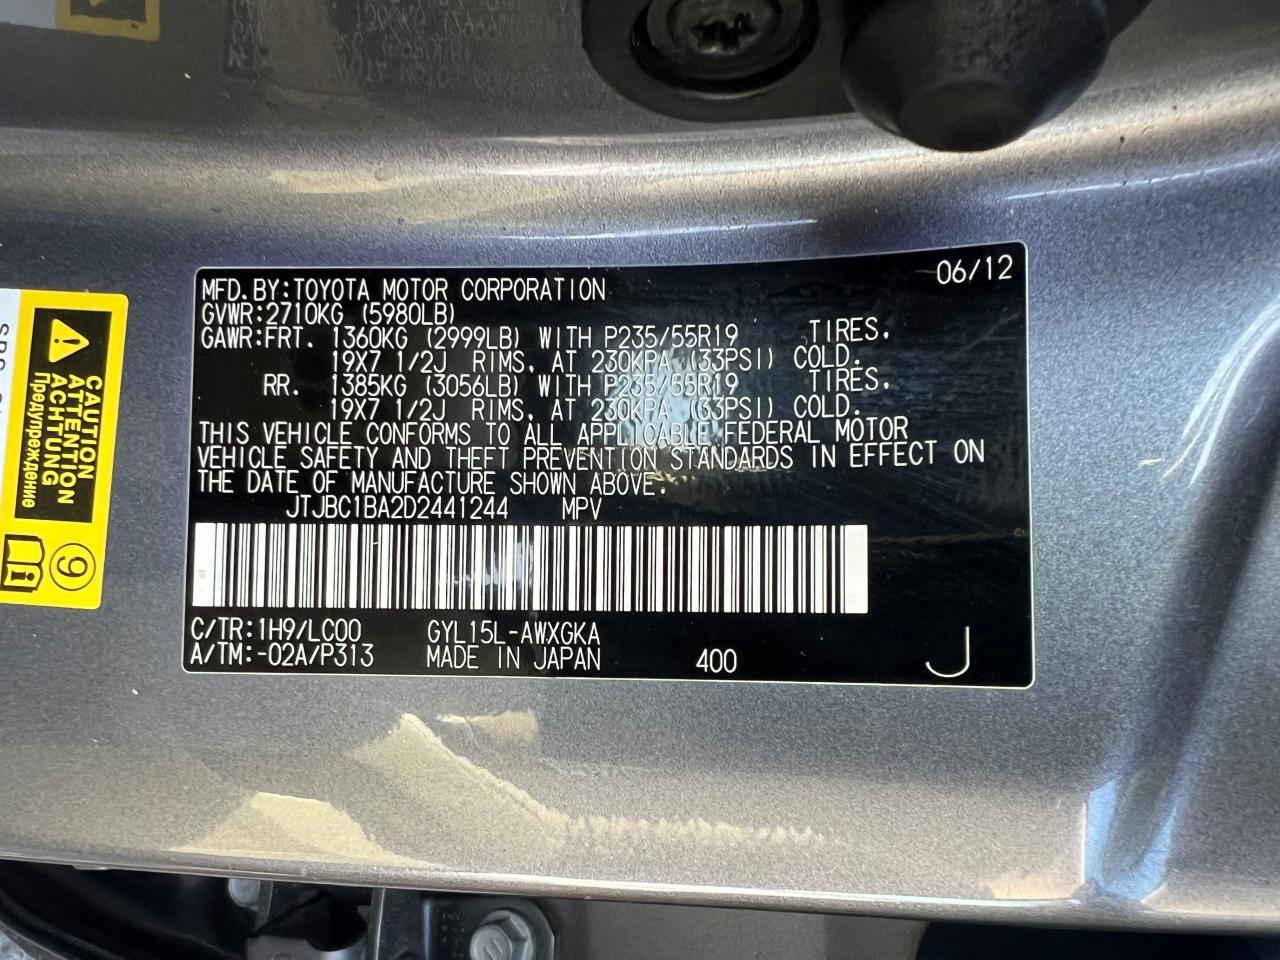 06/12
MFD.BY:TOYOTA MOTOR CORPORATION
GVWR:2710KG (5980LB)
GAWR:FRT. 1360KG (2999LB) WITH P235/55R19 TIRES,
19X7 1/2J RIMS, AT 230KPA (33PSI) COLD.
RR. 1385KG (3056LB) WITH P235/55R19 TIRES,
19X7 1/2J RIMS, AT 230KPA (33PSI) COLD.
THIS VEHICLE CONFORMS TO ALL APPLICABLE FEDERAL MOTOR
VEHICLE SAFETY AND THEFT PREVENTION STANDARDS IN EFFECT ON
THE DATE OF MANUFACTURE SHOWN ABOVE.
JTJBC1BA2D2441244 MPV
C/TR:1H9/LC00 GYL15L-AWXGKA
A/TM:-02A/P313 MADE IN JAPAN 400 J
CAUTION
ATTENTION
ACHTUNG
Предупреждение
9
SRS
7